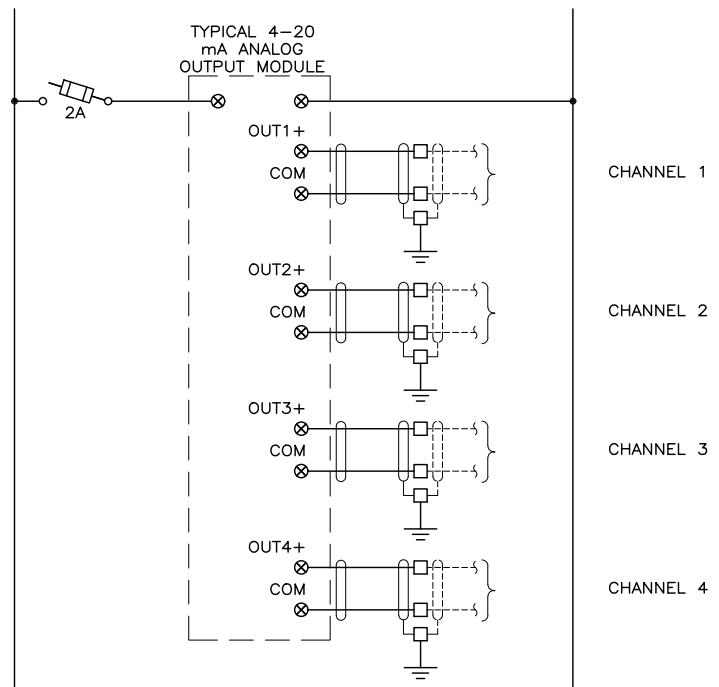 TYPICAL 4-20
mA ANALOG
OUTPUT MODULE
2A
OUT1+
COM
CHANNEL 1
OUT2+
COM
CHANNEL 2
OUT3+
COM
CHANNEL 3
OUT4+
COM
CHANNEL 4